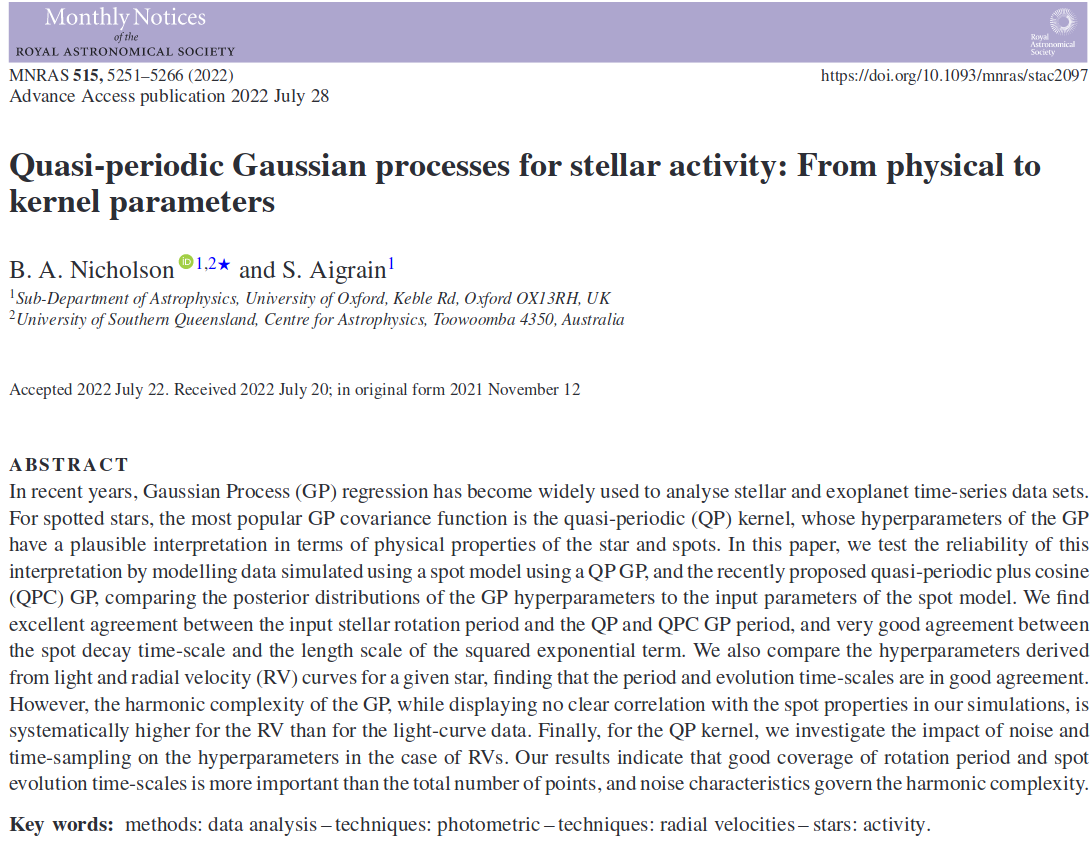 Monthly Notices
of the
ROYAL ASTRONOMICAL SOCIETY
Royal
Astronomical
Society
MNRAS 515, 5251–5266 (2022)
https://doi.org/10.1093/mnras/stac2097
Advance Access publication 2022 July 28
Quasi-periodic Gaussian processes for stellar activity: From physical to
kernel parameters
B. A. Nicholson iD 1,2★ and S. Aigrain1
1Sub-Department of Astrophysics, University of Oxford, Keble Rd, Oxford OX13RH, UK
2University of Southern Queensland, Centre for Astrophysics, Toowoomba 4350, Australia
Accepted 2022 July 22. Received 2022 July 20; in original form 2021 November 12
ABSTRACT
In recent years, Gaussian Process (GP) regression has become widely used to analyse stellar and exoplanet time-series data sets.
For spotted stars, the most popular GP covariance function is the quasi-periodic (QP) kernel, whose hyperparameters of the GP
have a plausible interpretation in terms of physical properties of the star and spots. In this paper, we test the reliability of this
interpretation by modelling data simulated using a spot model using a QP GP, and the recently proposed quasi-periodic plus cosine
(QPC) GP, comparing the posterior distributions of the GP hyperparameters to the input parameters of the spot model. We find
excellent agreement between the input stellar rotation period and the QP and QPC GP period, and very good agreement between
the spot decay time-scale and the length scale of the squared exponential term. We also compare the hyperparameters derived
from light and radial velocity (RV) curves for a given star, finding that the period and evolution time-scales are in good agreement.
However, the harmonic complexity of the GP, while displaying no clear correlation with the spot properties in our simulations, is
systematically higher for the RV than for the light-curve data. Finally, for the QP kernel, we investigate the impact of noise and
time-sampling on the hyperparameters in the case of RVs. Our results indicate that good coverage of rotation period and spot
evolution time-scales is more important than the total number of points, and noise characteristics govern the harmonic complexity.
Key words: methods: data analysis – techniques: photometric – techniques: radial velocities – stars: activity.